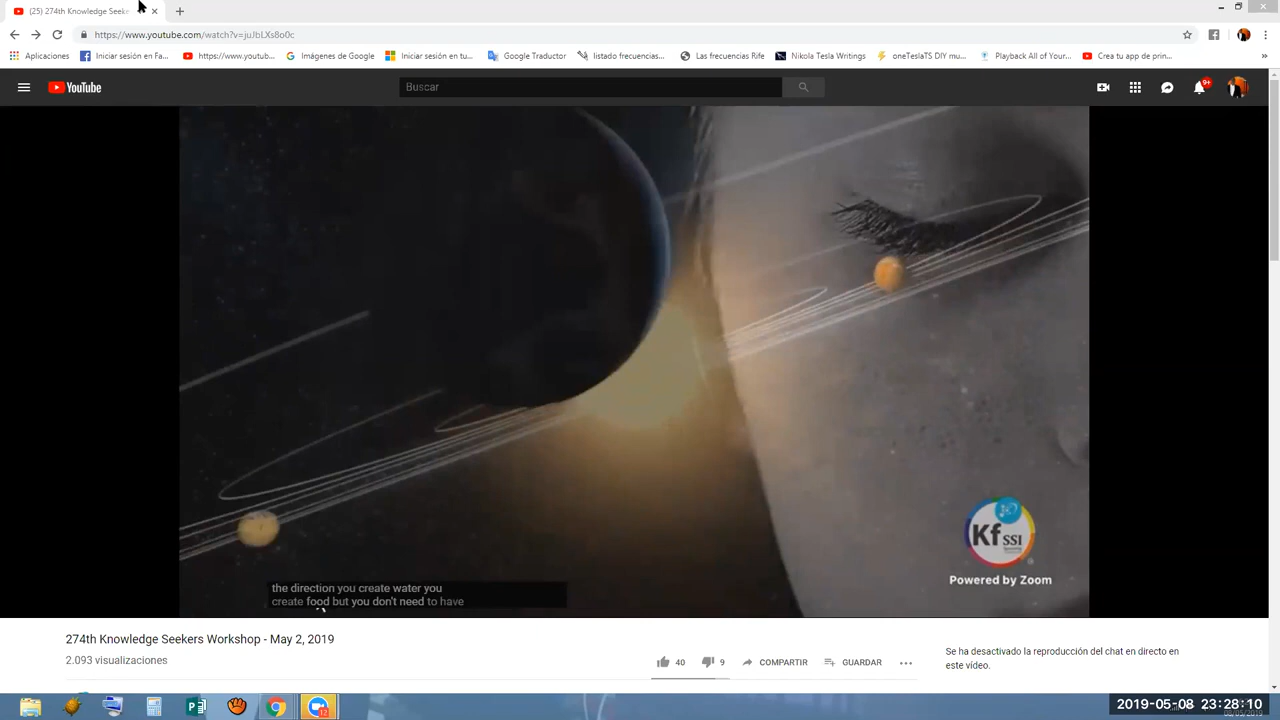 (25) 274th Knowledge Seeke
https://www.youtube.com/watch?v=juJbLXs8o0c
Aplicaciones
Iniciar sesión en Fa...
https://www.youtub...
Imágenes de Google
Iniciar sesión en tu...
Google Traductor
listado frecuencias...
Las frecuencias Rife
Nikola Tesla Writings
oneTeslaTS DIY mu...
Playback All of Your...
Crea tu app de prin...
YouTube
Buscar
9+
Kf SSI
Powered by Zoom
the direction you create water you
create food but you don't need to have
274th Knowledge Seekers Workshop - May 2, 2019
2.093 visualizaciones
40
9
COMPARTIR
GUARDAR
Se ha desactivado la reproducción del chat en directo en
este vídeo.
2019-05-08 23:28:10